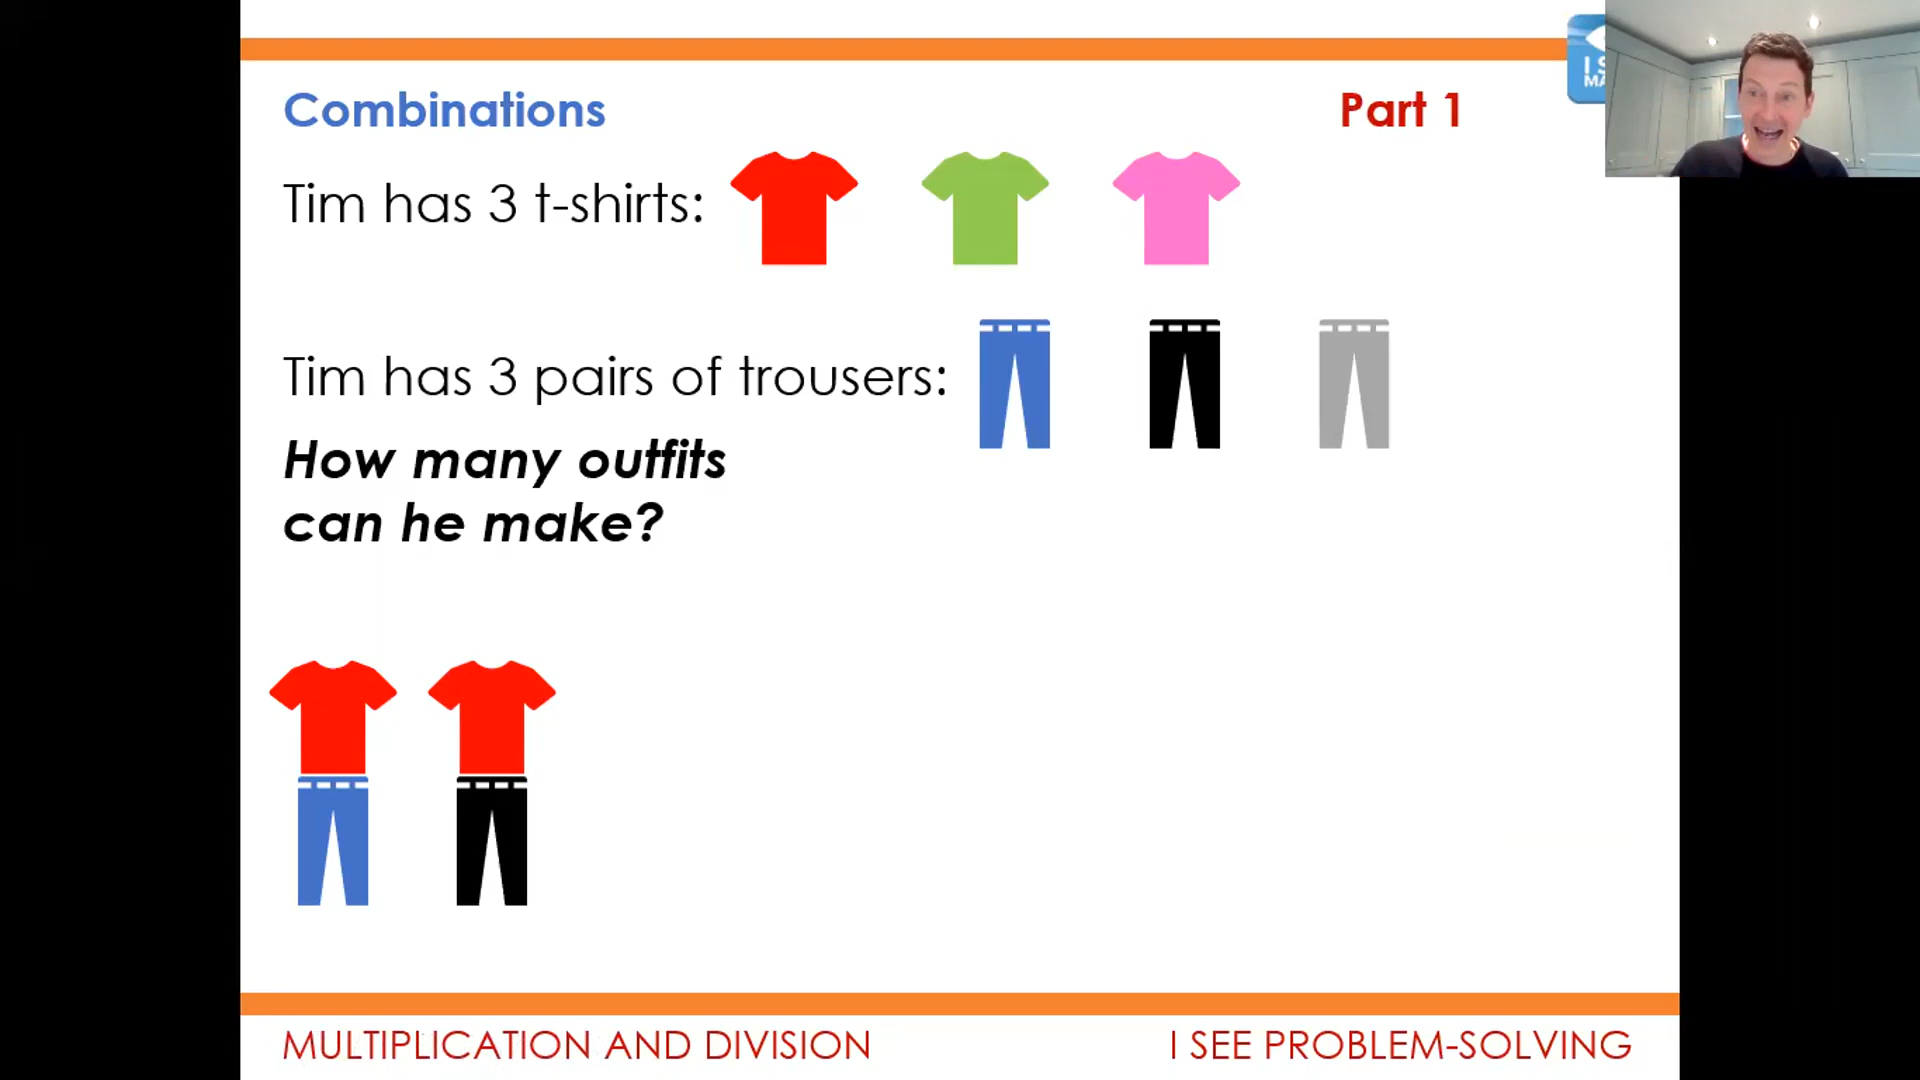 Combinations
Part 1
Tim has 3 t-shirts:
Tim has 3 pairs of trousers:
How many outfits
can he make?
MULTIPLICATION AND DIVISION
I SEE PROBLEM-SOLVING